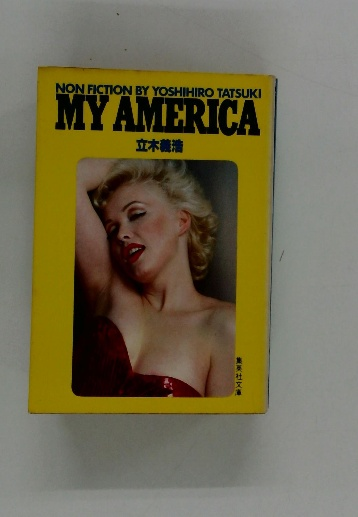 NON FICTION BY YOSHIHIRO TATSUKI
MY AMERICA
立木義浩
集英社文庫